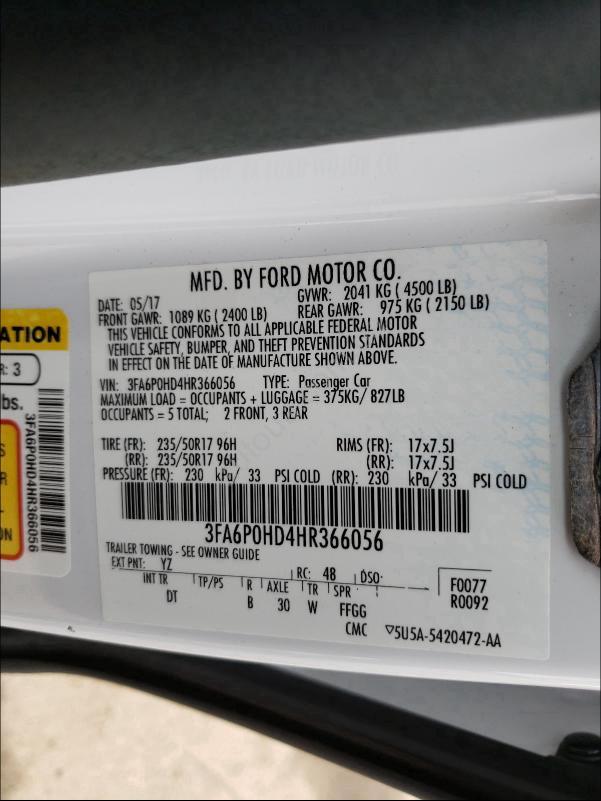 MFD. BY FORD MOTOR CO.
DATE: 05/17 GVWR: 2041 KG ( 4500 LB)
FRONT GAWR: 1089 KG ( 2400 LB) REAR GAWR: 975 KG ( 2150 LB)
THIS VEHICLE CONFORMS TO ALL APPLICABLE FEDERAL MOTOR
VEHICLE SAFETY, BUMPER, AND THEFT PREVENTION STANDARDS
IN EFFECT ON THE DATE OF MANUFACTURE SHOWN ABOVE.
VIN: 3FA6P0HD4HR366056 TYPE: Passenger Car
MAXIMUM LOAD = OCCUPANTS + LUGGAGE = 375KG/ 827LB
OCCUPANTS = 5 TOTAL; 2 FRONT, 3 REAR
TIRE (FR): 235/50R17 96H RIMS (FR): 17x7.5J
(RR): 235/50R17 96H (RR): 17x7.5J
PRESSURE (FR): 230 kPa/ 33 PSI COLD (RR): 230 kPa/ 33 PSI COLD
3FA6P0HD4HR366056
TRAILER TOWING - SEE OWNER GUIDE
EXT PNT: YZ RC: 48 DSO:
INT TR TP/PS R AXLE TR SPR
DT B 30 W FFGG
F0077
R0092
CMC 5U5A-5420472-AA
ATION
R: 3
lbs.
R
S
ON
3FA6P0HD4HR366056